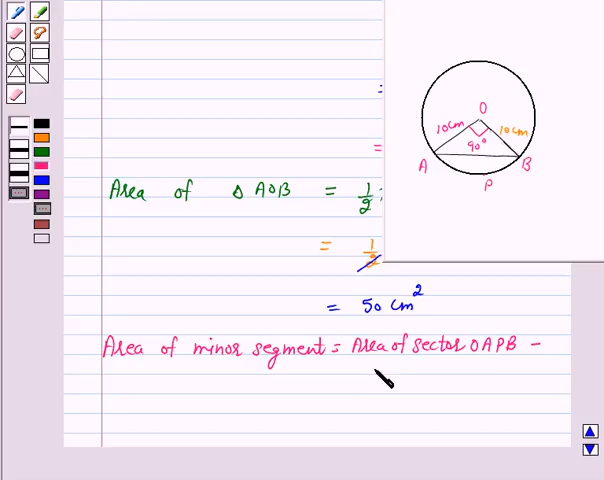 O
10cm
10cm
90°
A
B
P
=
=
Area of △ AOB = 1/2
= 1/2
= 50 cm²
Area of minor segment = Area of sector OAPB -